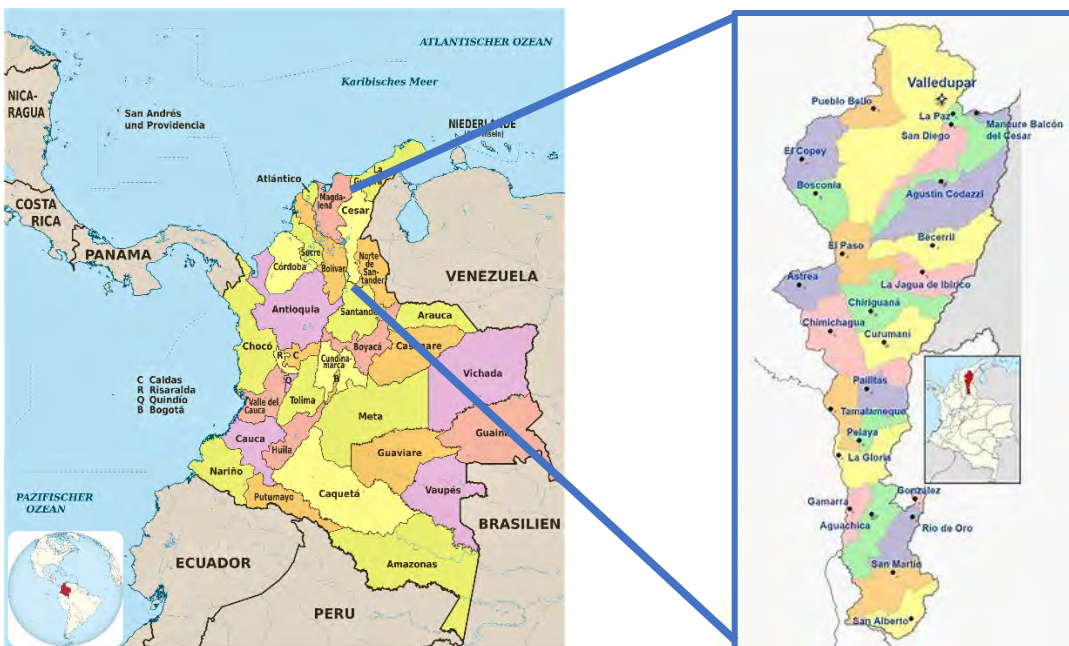 ATLANTISCHER OZEAN
Karibisches Meer
NICA-
RAGUA
San Andrés
und Providencia
NIEDERLANDE
La
Atlántico
Magda-
lena
Cesar
COSTA
RICA
PANAMA
Sucre
Córdoba
Bolívar
Norte
de
San-
tander
VENEZUELA
Antioquia
Santander
Arauca
Chocó
Boyacá
Casanare
R
C
Cundina-
marca
Vichada
C Caldas
R Risaralda
Q Quindío
B Bogotá
Q
B
Valle del
Cauca
Tolima
Meta
Cauca
Huila
Guainía
Guaviare
Nariño
Vaupés
Caquetá
Putumayo
PAZIFISCHER
OZEAN
BRASILIEN
ECUADOR
Amazonas
PERU
Valledupar
Pueblo Bello
La Paz
Manaure Balcón
del Cesar
San Diego
El Copey
Bosconia
Agustín Codazzi
El Paso
Becerril
Astrea
La Jagua de Ibirico
Chiriguaná
Chimichagua
Curumaní
Pailitas
Tamalameque
Pelaya
La Gloria
González
Gamarra
Aguachica
Río de Oro
San Martín
San Alberto